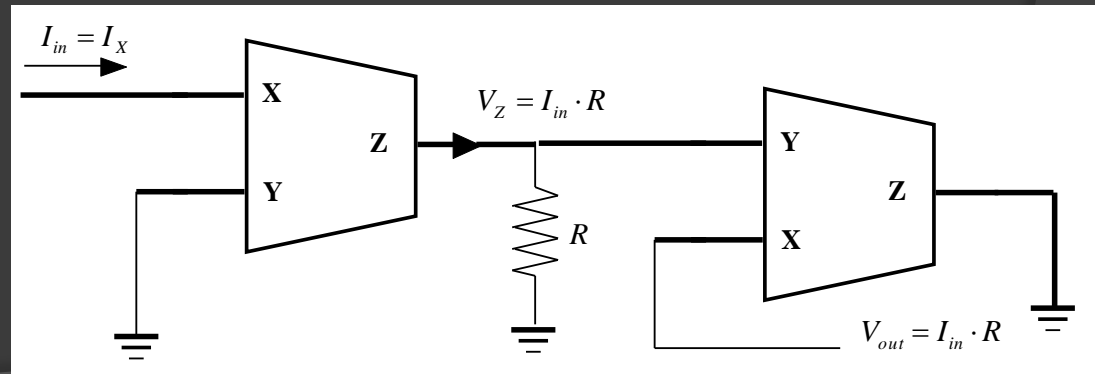 I_in = I_X
X
Z
Y
V_Z = I_in · R
R
Y
Z
X
V_out = I_in · R